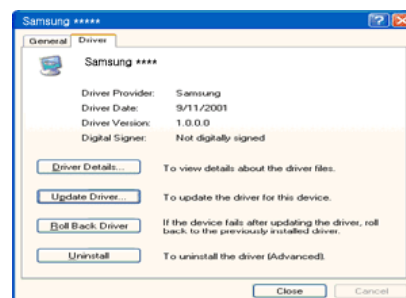 Samsung *****
General Driver
Samsung ****
Driver Provider: Samsung
Driver Date: 9/11/2001
Driver Version: 1.0.0.0
Digital Signer: Not digitally signed
Driver Details... To view details about the driver files.
Update Driver... To update the driver for this device.
Roll Back Driver If the device fails after updating the driver, roll
back to the previously installed driver.
Uninstall To uninstall the driver (Advanced).
Close Cancel